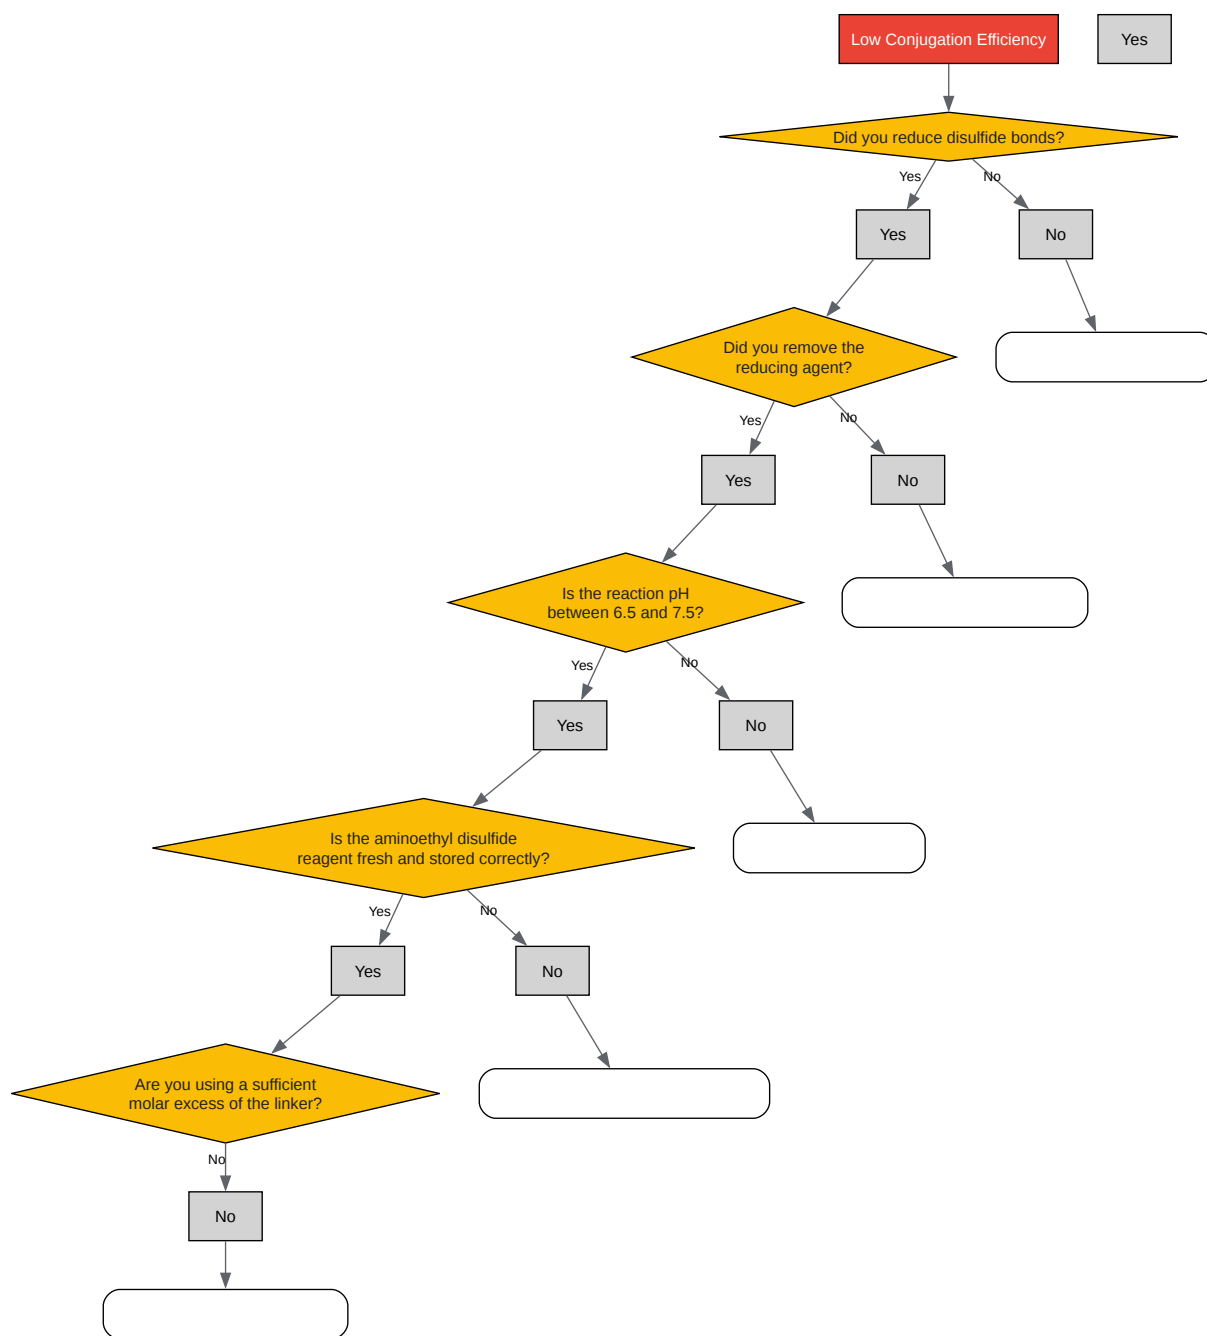 Low Conjugation Efficiency
Yes
Did you reduce disulfide bonds?
Yes
No
Yes
No
Did you remove the
reducing agent?
Yes
No
Yes
No
Is the reaction pH
between 6.5 and 7.5?
Yes
No
Yes
No
Is the aminoethyl disulfide
reagent fresh and stored correctly?
Yes
No
Yes
No
Are you using a sufficient
molar excess of the linker?
No
No